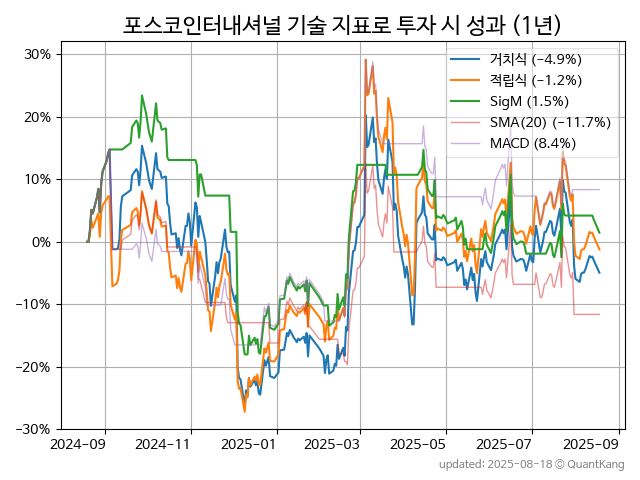 포스코인터내셔널 기술 지표로 투자 시 성과 (1년)
30%
20%
10%
0%
−10%
−20%
−30%
거치식 (−4.9%)
적립식 (−1.2%)
SigM (1.5%)
SMA(20) (−11.7%)
MACD (8.4%)
2024-09
2024-11
2025-01
2025-03
2025-05
2025-07
2025-09
updated: 2025-08-18 © QuantKang